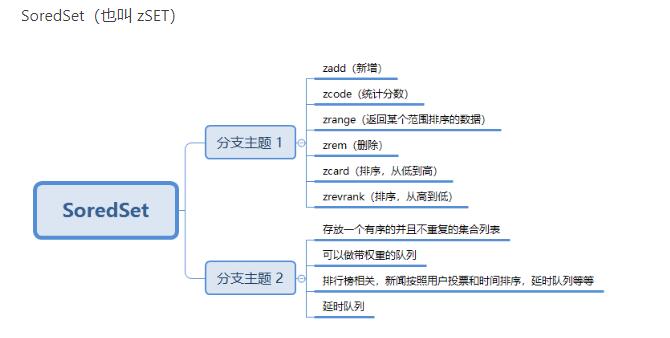 SoredSet（也叫 zSET）
SoredSet
分支主题 1
zadd（新增）
zcode（统计分数）
zrange（返回某个范围排序的数据）
zrem（删除）
zcard（排序，从低到高）
zrevrank（排序，从高到低）
分支主题 2
存放一个有序的并且不重复的集合列表
可以做带权重的队列
排行榜相关，新闻按照用户投票和时间排序，延时队列等等
延时队列